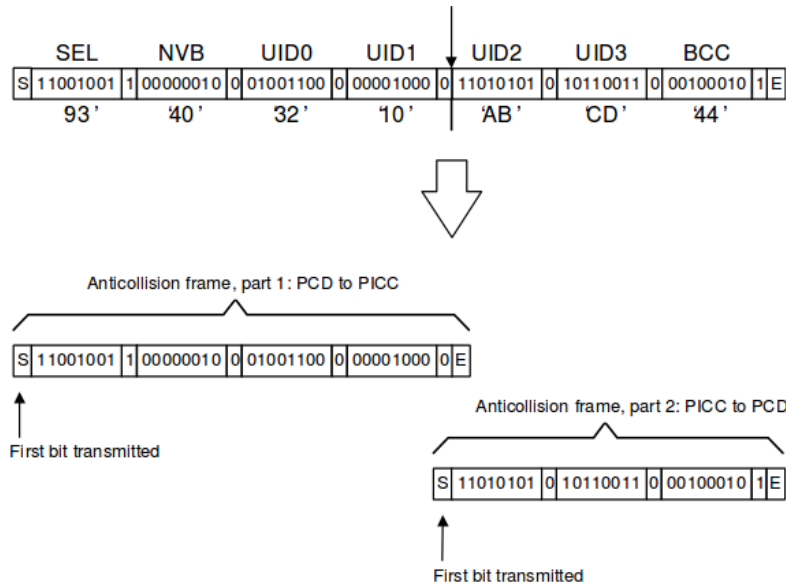 SEL NVB UID0 UID1 UID2 UID3 BCC
S 11001001 1 00000010 0 01001100 0 00001000 0 11010101 0 10110011 0 00100010 1 E
93’ ‘40’ ‘32’ ‘10’ ‘AB’ ‘CD’ ‘44’
Anticollision frame, part 1: PCD to PICC
S 11001001 1 00000010 0 01001100 0 00001000 0 E
First bit transmitted
Anticollision frame, part 2: PICC to PCD
S 11010101 0 10110011 0 00100010 1 E
First bit transmitted